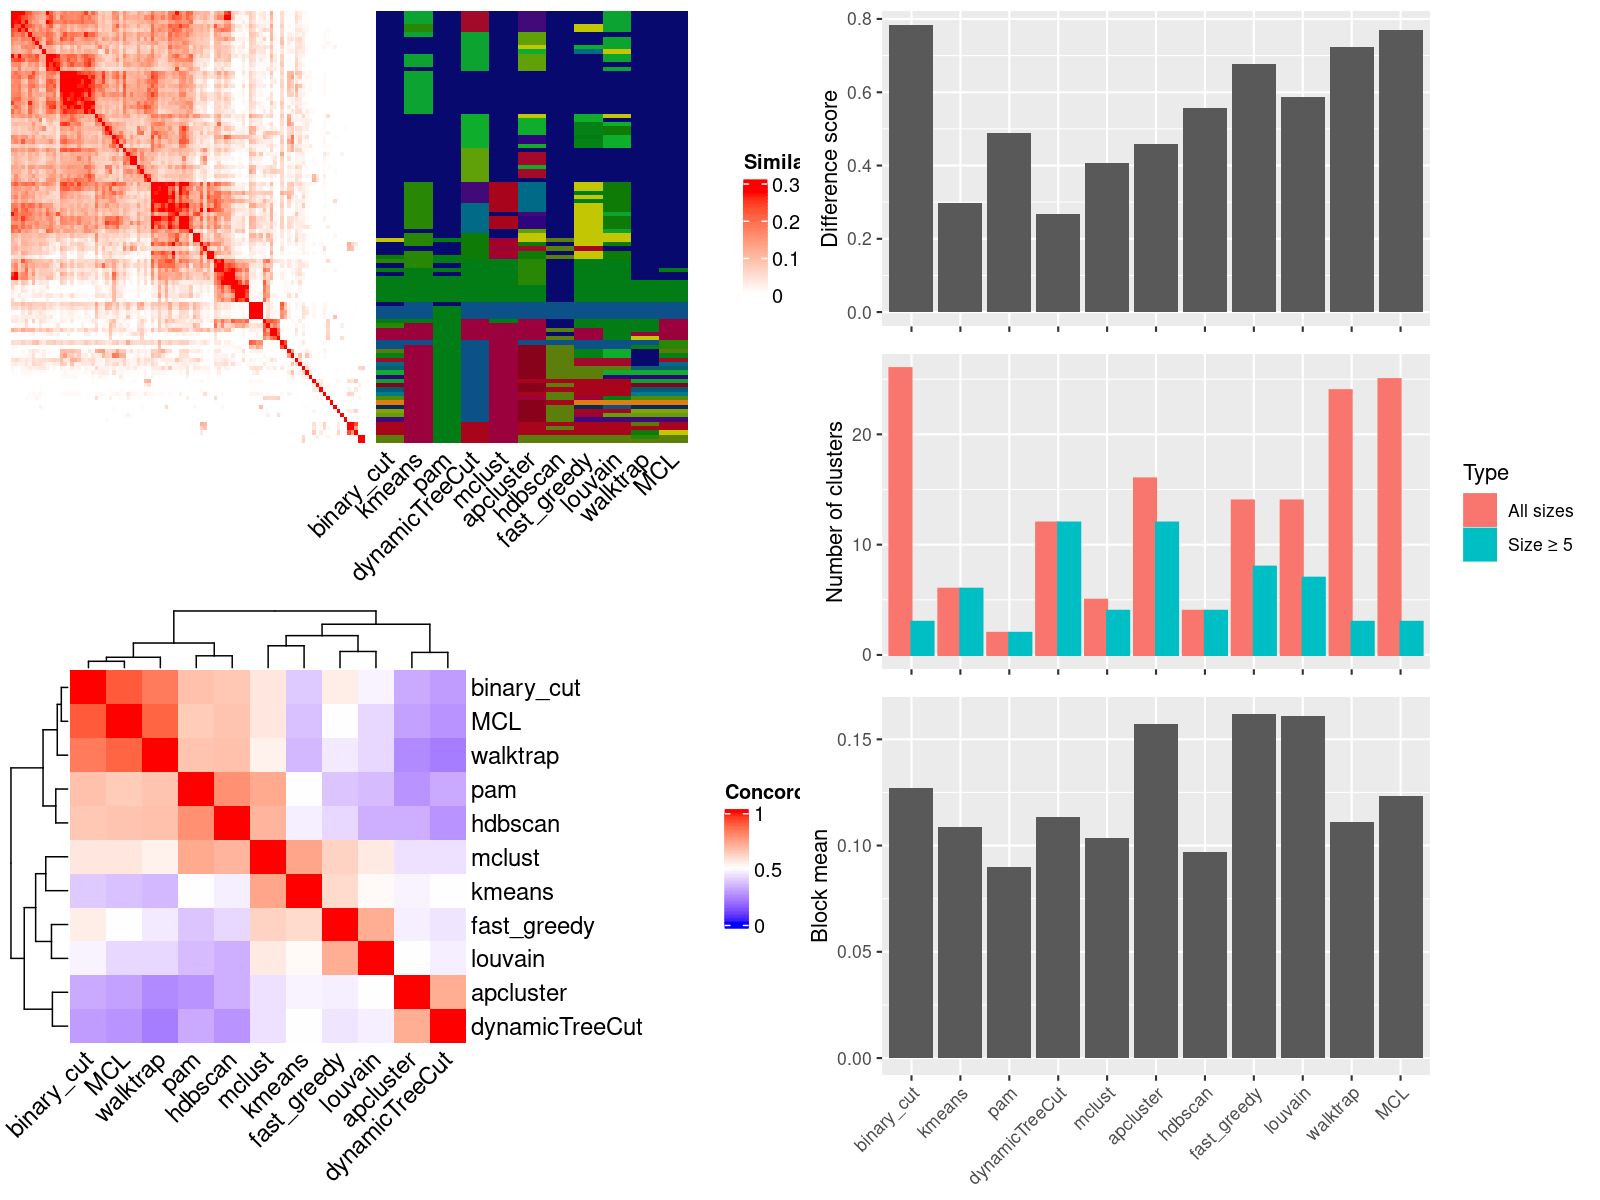 Simila
0.3
0.2
0.1
0
binary_cut
kmeans
pam
dynamicTreeCut
mclust
apcluster
hdbscan
fast_greedy
louvain
walktrap
MCL
Difference score
0.8
0.6
0.4
0.2
0.0
Number of clusters
20
10
0
Type
All sizes
Size ≥ 5
binary_cut
MCL
walktrap
pam
hdbscan
mclust
kmeans
fast_greedy
louvain
apcluster
dynamicTreeCut
binary_cut
MCL
walktrap
pam
hdbscan
mclust
kmeans
fast_greedy
louvain
apcluster
dynamicTreeCut
Concord
1
0.5
0
Block mean
0.15
0.10
0.05
0.00
binary_cut
kmeans
pam
dynamicTreeCut
mclust
apcluster
hdbscan
fast_greedy
louvain
walktrap
MCL